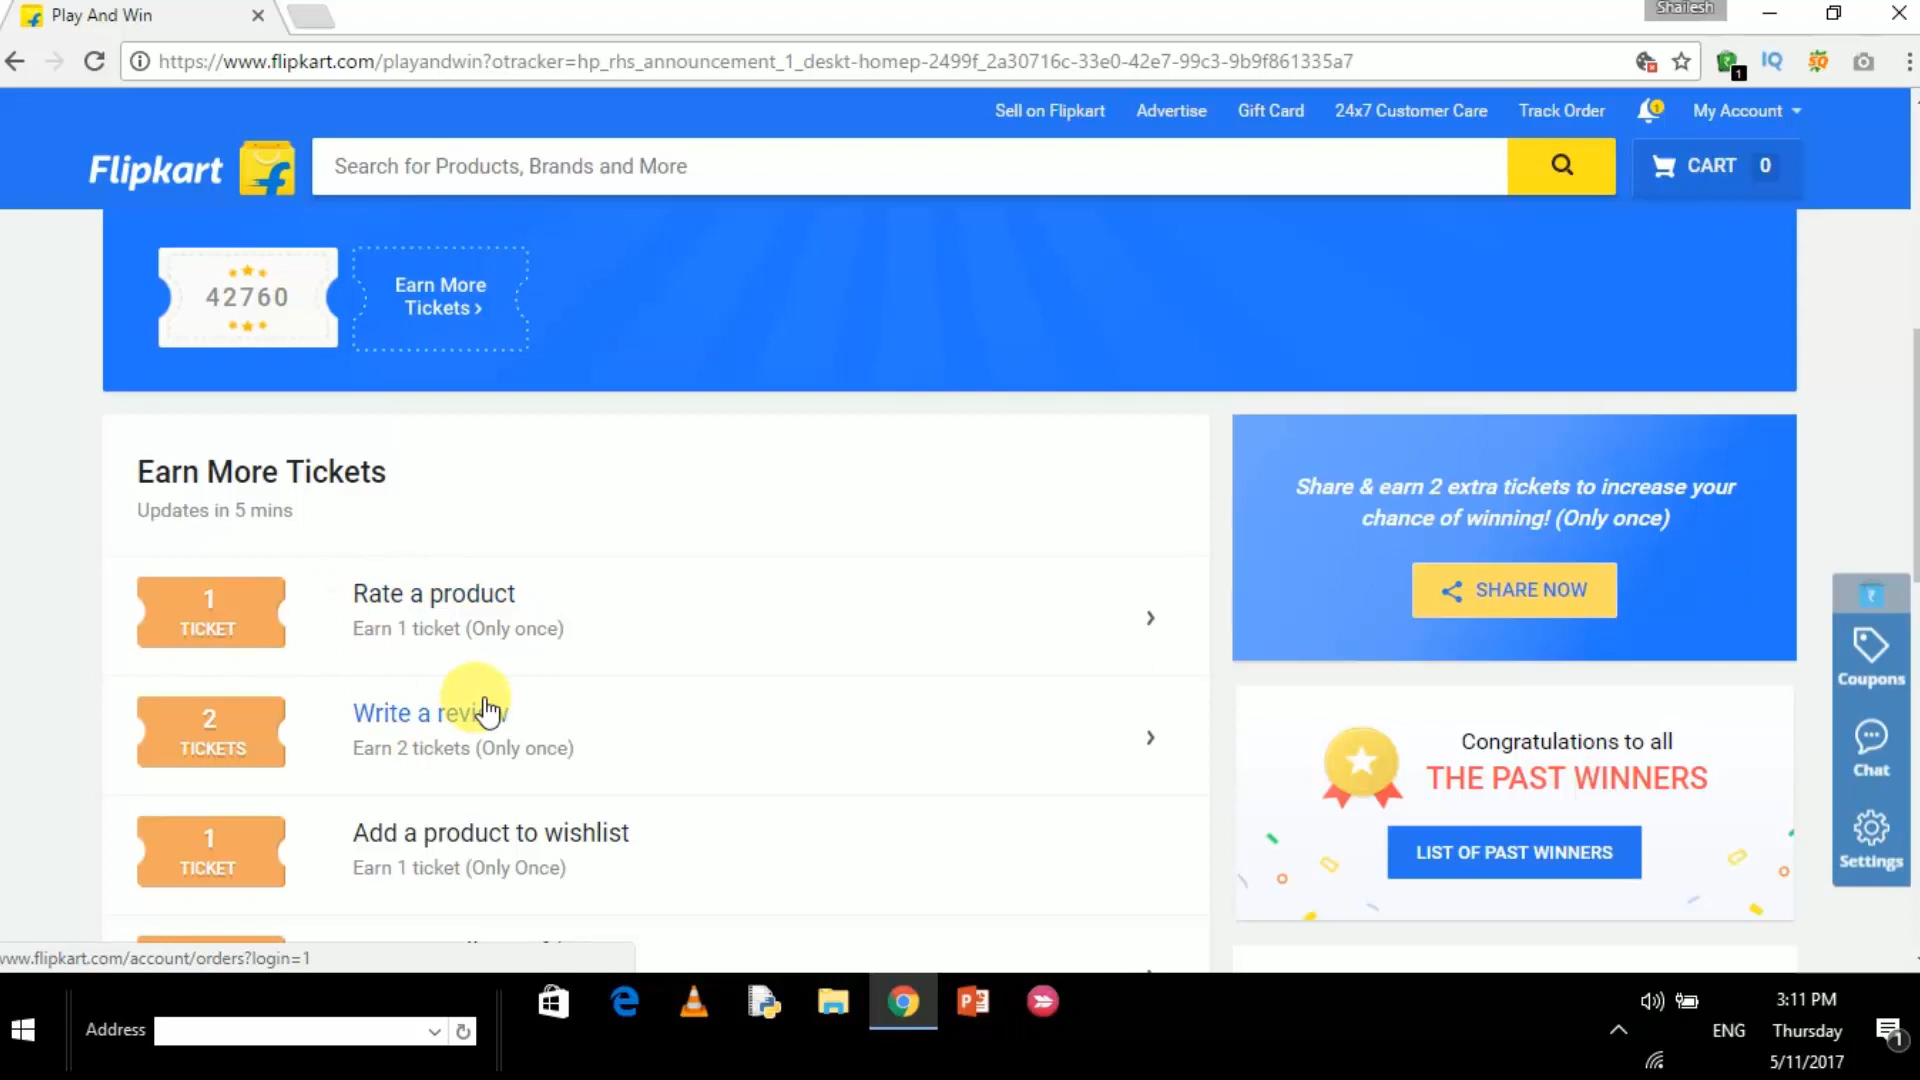 Play And Win
Shailesh
https://www.flipkart.com/playandwin?otracker=hp_rhs_announcement_1_deskt-homep-2499f_2a30716c-33e0-42e7-99c3-9b9f861335a7
1
IQ
Sell on Flipkart
Advertise
Gift Card
24x7 Customer Care
Track Order
1
My Account
Flipkart
Search for Products, Brands and More
CART 0
42760
Earn More
Tickets ›
Earn More Tickets
Updates in 5 mins
1
TICKET
Rate a product
Earn 1 ticket (Only once)
2
TICKETS
Write a review
Earn 2 tickets (Only once)
1
TICKET
Add a product to wishlist
Earn 1 ticket (Only Once)
Share & earn 2 extra tickets to increase your
chance of winning! (Only once)
SHARE NOW
Congratulations to all
THE PAST WINNERS
LIST OF PAST WINNERS
Coupons
Chat
Settings
www.flipkart.com/account/orders?login=1
Address
3:11 PM
ENG
Thursday
5/11/2017
1